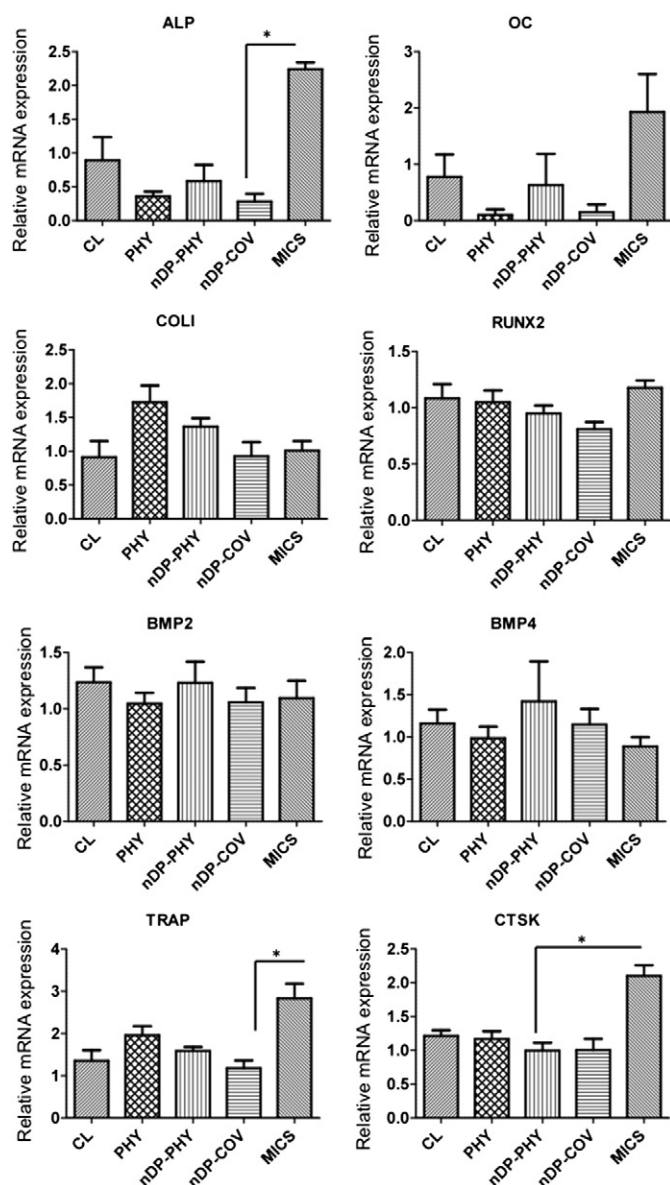 ALP
Relative mRNA expression
2.5
2.0
1.5
1.0
0.5
0.0
*
CL
PHY
nDP-PHY
nDP-COV
MICS
OC
Relative mRNA expression
3
2
1
0
CL
PHY
nDP-PHY
nDP-COV
MICS
COLI
Relative mRNA expression
2.5
2.0
1.5
1.0
0.5
0.0
CL
PHY
nDP-PHY
nDP-COV
MICS
RUNX2
Relative mRNA expression
1.5
1.0
0.5
0.0
CL
PHY
nDP-PHY
nDP-COV
MICS
BMP2
Relative mRNA expression
1.5
1.0
0.5
0.0
CL
PHY
nDP-PHY
nDP-COV
MICS
BMP4
Relative mRNA expression
2.0
1.5
1.0
0.5
0.0
CL
PHY
nDP-PHY
nDP-COV
MICS
TRAP
Relative mRNA expression
4
3
2
1
0
*
CL
PHY
nDP-PHY
nDP-COV
MICS
CTSK
Relative mRNA expression
2.5
2.0
1.5
1.0
0.5
0.0
*
CL
PHY
nDP-PHY
nDP-COV
MICS